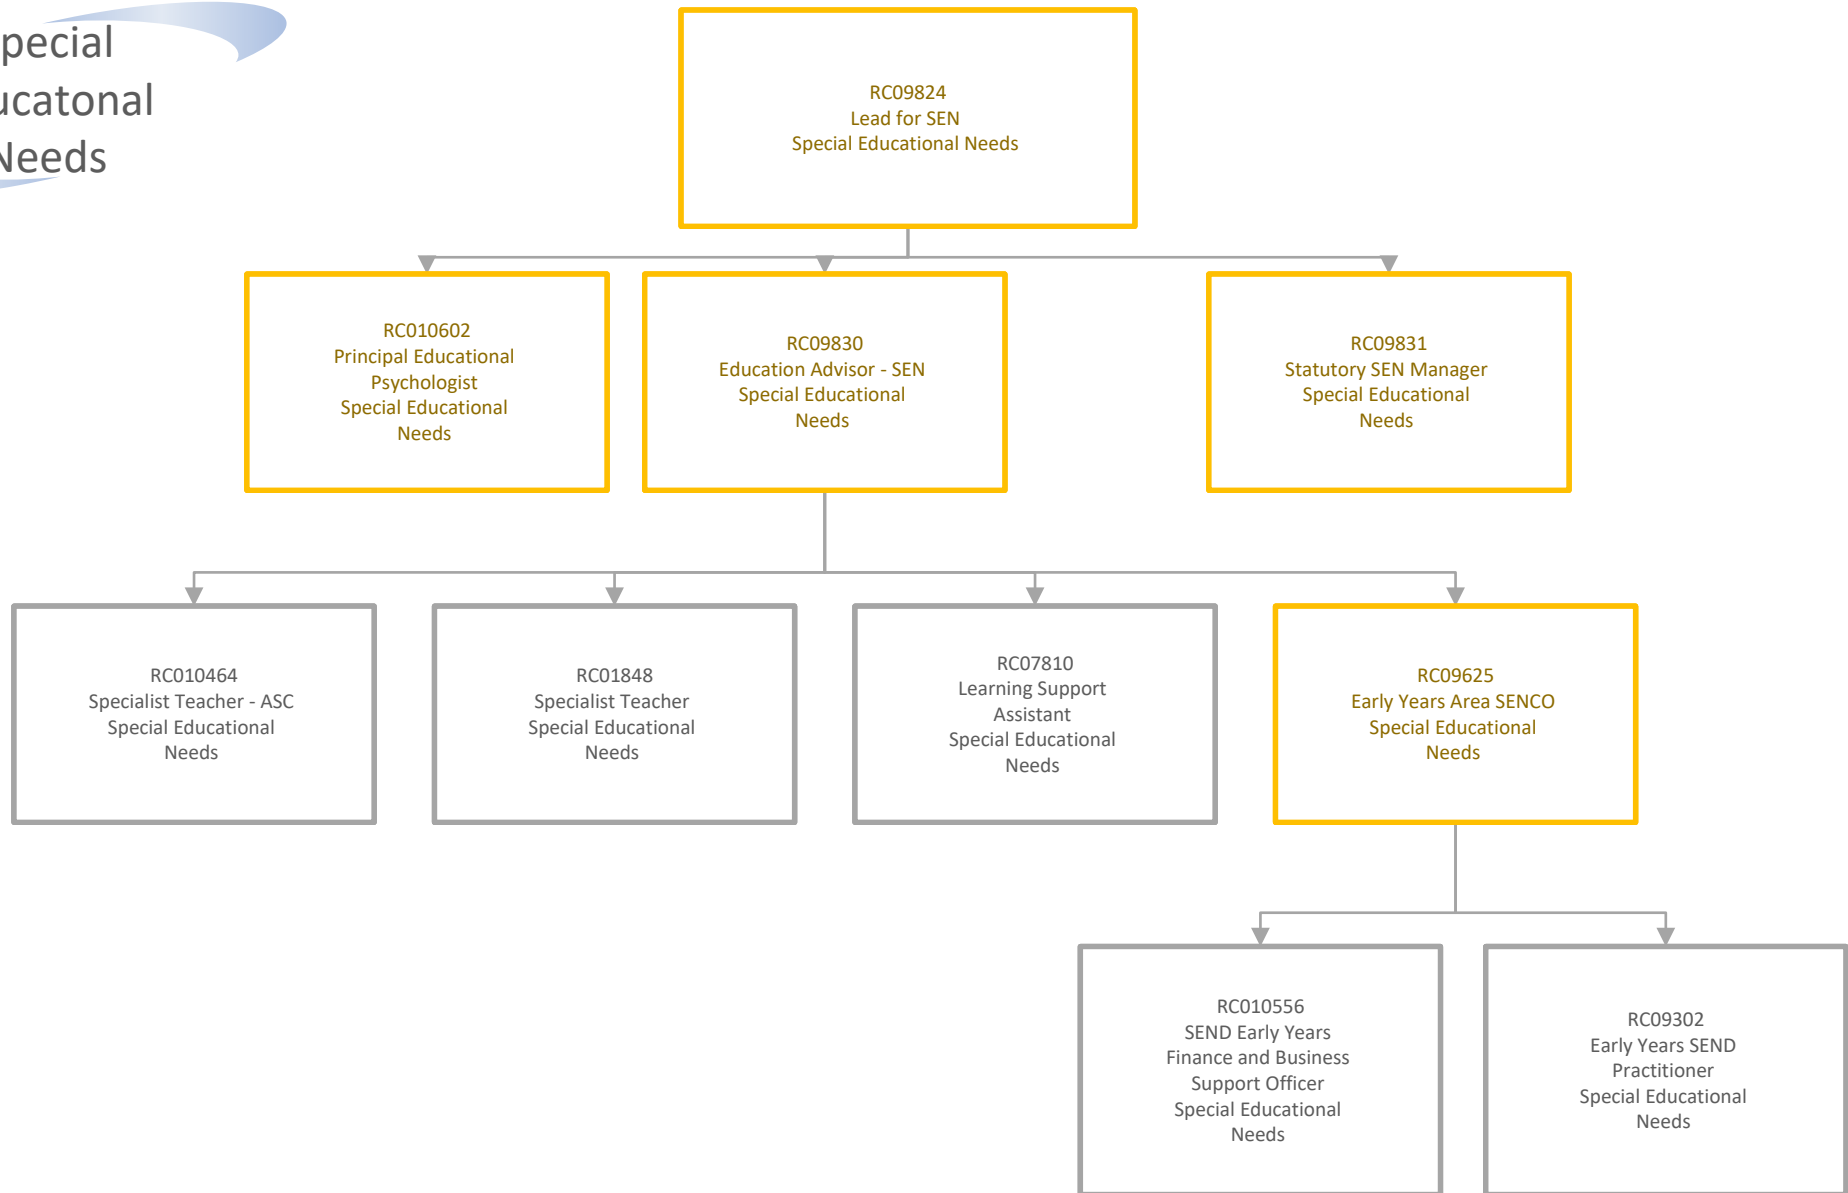 pecial
ucatonal
Needs
RC09824
Lead for SEN
Special Educational Needs
RC010602
Principal Educational
Psychologist
Special Educational
Needs
RC09830
Education Advisor - SEN
Special Educational
Needs
RC09831
Statutory SEN Manager
Special Educational
Needs
RC010464
Specialist Teacher - ASC
Special Educational
Needs
RC01848
Specialist Teacher
Special Educational
Needs
RC07810
Learning Support
Assistant
Special Educational
Needs
RC09625
Early Years Area SENCO
Special Educational
Needs
RC010556
SEND Early Years
Finance and Business
Support Officer
Special Educational
Needs
RC09302
Early Years SEND
Practitioner
Special Educational
Needs